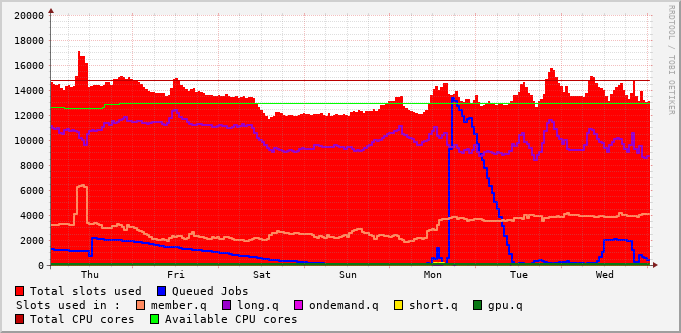 RRDTOOL / TOBI OETIKER
20000
18000
16000
14000
12000
10000
8000
6000
4000
2000
0
Thu Fri Sat Sun Mon Tue Wed
Total slots used Queued Jobs
Slots used in : member.q long.q ondemand.q short.q gpu.q
Total CPU cores Available CPU cores